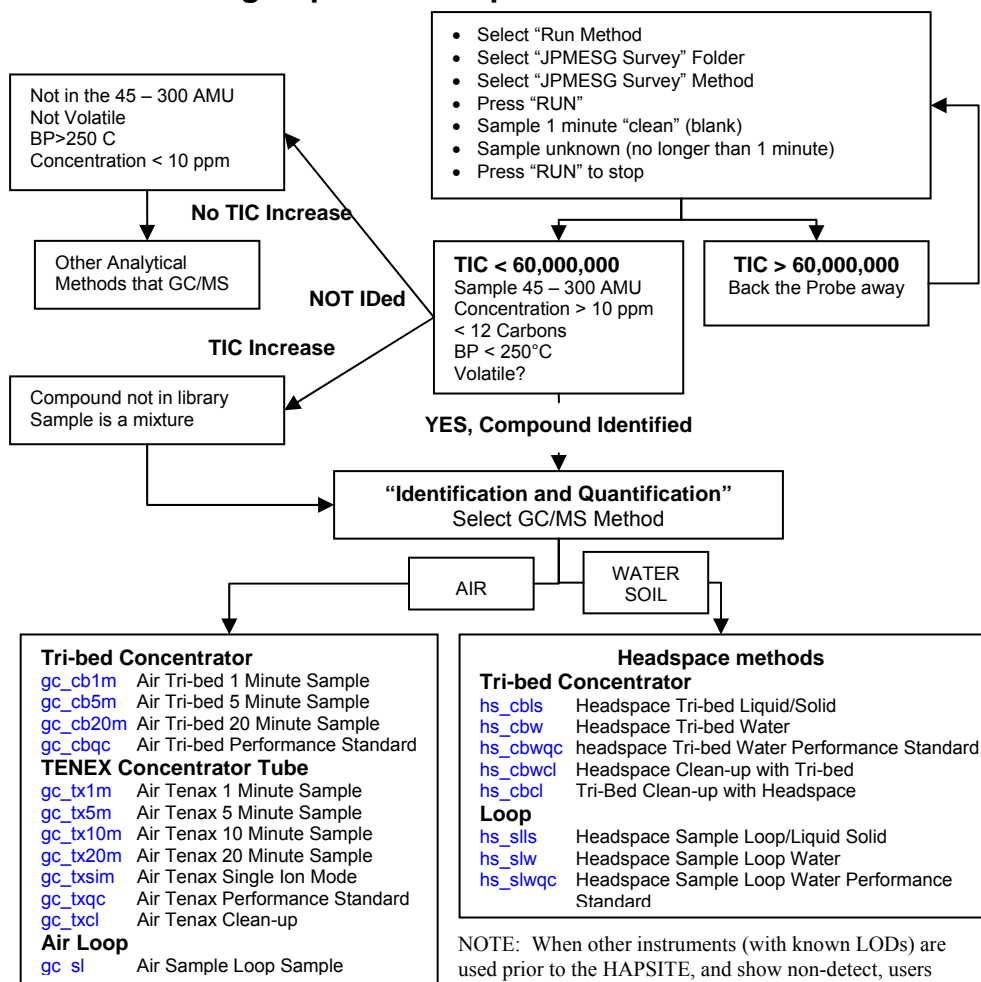 • Select “Run Method
• Select “JPMESG Survey” Folder
• Select “JPMESG Survey” Method
• Press “RUN”
• Sample 1 minute “clean” (blank)
• Sample unknown (no longer than 1 minute)
• Press “RUN” to stop
Not in the 45 – 300 AMU
Not Volatile
BP>250 C
Concentration < 10 ppm
No TIC Increase
Other Analytical
Methods that GC/MS
NOT IDed
TIC Increase
TIC < 60,000,000
Sample 45 – 300 AMU
Concentration > 10 ppm
< 12 Carbons
BP < 250°C
Volatile?
TIC > 60,000,000
Back the Probe away
Compound not in library
Sample is a mixture
YES, Compound Identified
“Identification and Quantification”
Select GC/MS Method
AIR
WATER
SOIL
Tri-bed Concentrator
gc_cb1m Air Tri-bed 1 Minute Sample
gc_cb5m Air Tri-bed 5 Minute Sample
gc_cb20m Air Tri-bed 20 Minute Sample
gc_cbqc Air Tri-bed Performance Standard
TENEX Concentrator Tube
gc_tx1m Air Tenax 1 Minute Sample
gc_tx5m Air Tenax 5 Minute Sample
gc_tx10m Air Tenax 10 Minute Sample
gc_tx20m Air Tenax 20 Minute Sample
gc_txsim Air Tenax Single Ion Mode
gc_txqc Air Tenax Performance Standard
gc_txcl Air Tenax Clean-up
Air Loop
gc_sl Air Sample Loop Sample
Headspace methods
Tri-bed Concentrator
hs_cbls Headspace Tri-bed Liquid/Solid
hs_cbw Headspace Tri-bed Water
hs_cbwqc headspace Tri-bed Water Performance Standard
hs_cbwcl Headspace Clean-up with Tri-bed
hs_cbcl Tri-Bed Clean-up with Headspace
Loop
hs_slls Headspace Sample Loop/Liquid Solid
hs_slw Headspace Sample Loop Water
hs_slwqc Headspace Sample Loop Water Performance
Standard
NOTE: When other instruments (with known LODs) are
used prior to the HAPSITE, and show non-detect, users